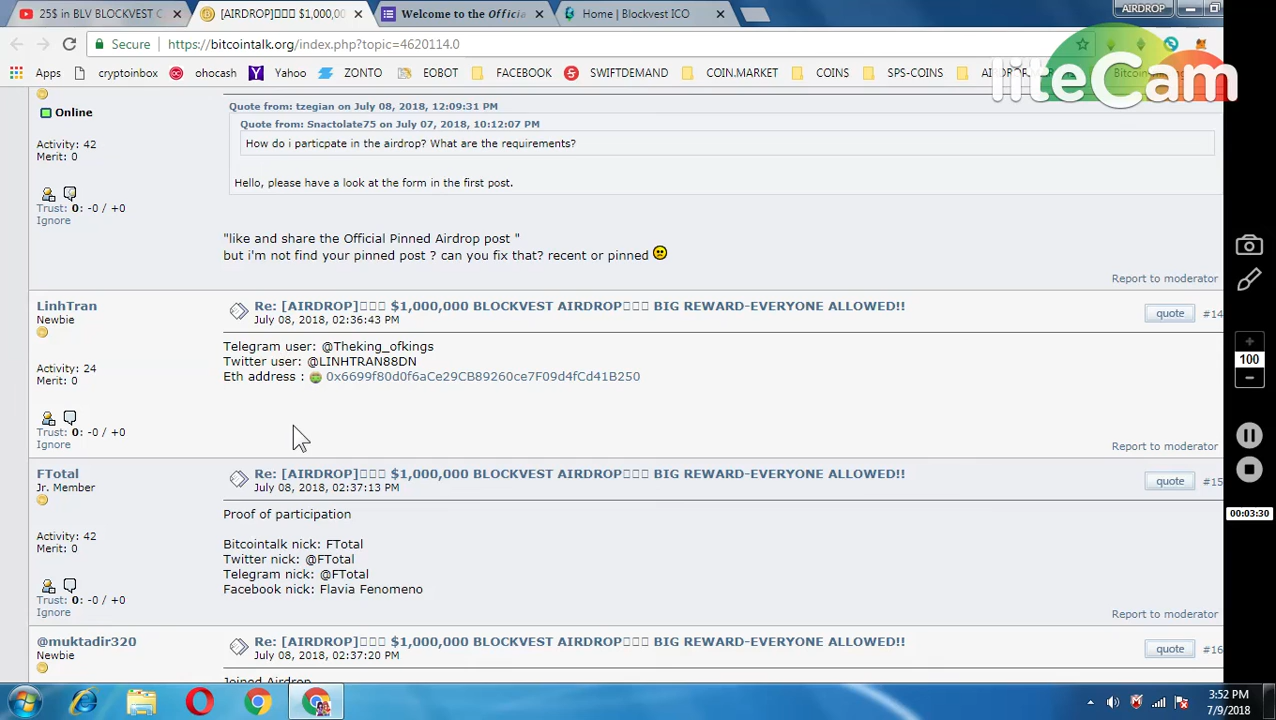 25$ in BLV BLOCKVEST C
[AIRDROP] $1,000,00
Welcome to the Offici
Home | Blockvest ICO
AIRDROP
Secure
https://bitcointalk.org/index.php?topic=4620114.0
Apps
cryptoinbox
ohocash
Yahoo
ZONTO
EOBOT
FACEBOOK
SWIFTDEMAND
COIN.MARKET
COINS
liteCam
Quote from: tzegian on July 08, 2018, 12:09:31 PM
Online
Quote from: Snactolate75 on July 07, 2018, 10:12:07 PM
Activity: 42
How do i particpate in the airdrop? What are the requirements?
Merit: 0
Hello, please have a look at the form in the first post.
Trust: 0: -0 / +0
Ignore
"like and share the Official Pinned Airdrop post "
but i'm not find your pinned post ? can you fix that? recent or pinned
Report to moderator
LinhTran
Re: [AIRDROP]□□□ $1,000,000 BLOCKVEST AIRDROP□□□ BIG REWARD-EVERYONE ALLOWED!!
quote
#14
Newbie
July 08, 2018, 02:36:43 PM
Telegram user: @Theking_ofkings
Twitter user: @LINHTRAN88DN
Activity: 24
Eth address : 0x6699f80d0f6aCe29CB89260ce7F09d4fCd41B250
Merit: 0
Trust: 0: -0 / +0
Ignore
Report to moderator
FTotal
Re: [AIRDROP]□□□ $1,000,000 BLOCKVEST AIRDROP□□□ BIG REWARD-EVERYONE ALLOWED!!
quote
#15
Jr. Member
July 08, 2018, 02:37:13 PM
Proof of participation
Activity: 42
Bitcointalk nick: FTotal
Merit: 0
Twitter nick: @FTotal
Telegram nick: @FTotal
Facebook nick: Flavia Fenomeno
Trust: 0: -0 / +0
Ignore
Report to moderator
@muktadir320
Re: [AIRDROP]□□□ $1,000,000 BLOCKVEST AIRDROP□□□ BIG REWARD-EVERYONE ALLOWED!!
quote
#16
Newbie
July 08, 2018, 02:37:20 PM
Joined Airdrop
100
00:03:30
3:52 PM
7/9/2018